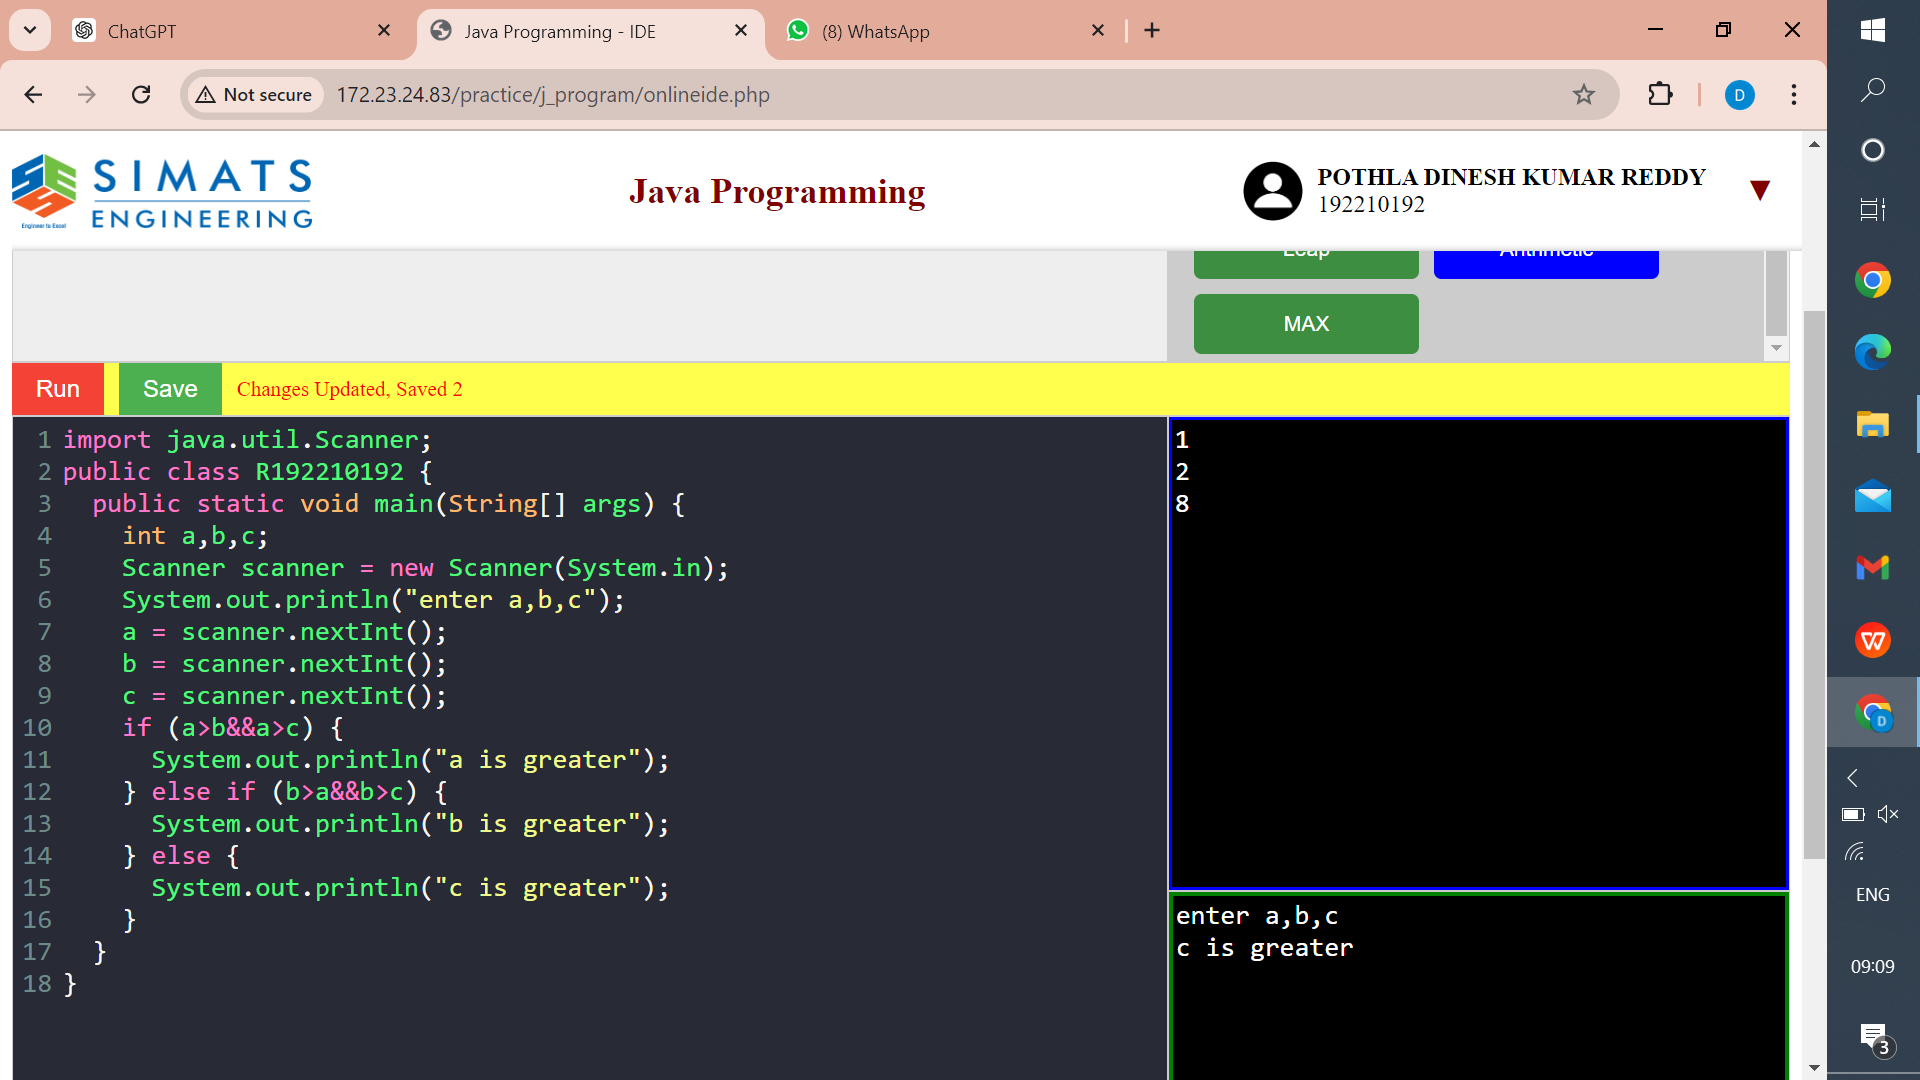 ChatGPT
Java Programming - IDE
(8) WhatsApp
Not secure
172.23.24.83/practice/j_program/onlineide.php
D
SIMATS
ENGINEERING
Engineer to Excel
Java Programming
POTHLA DINESH KUMAR REDDY
192210192
Leap
Arithmetic
MAX
Run
Save
Changes Updated, Saved 2
1 import java.util.Scanner;
2 public class R192210192 {
3 public static void main(String[] args) {
4 int a,b,c;
5 Scanner scanner = new Scanner(System.in);
6 System.out.println("enter a,b,c");
7 a = scanner.nextInt();
8 b = scanner.nextInt();
9 c = scanner.nextInt();
10 if (a>b&&a>c) {
11 System.out.println("a is greater");
12 } else if (b>a&&b>c) {
13 System.out.println("b is greater");
14 } else {
15 System.out.println("c is greater");
16 }
17 }
18 }
1
2
8
enter a,b,c
c is greater
D
ENG
09:09
3